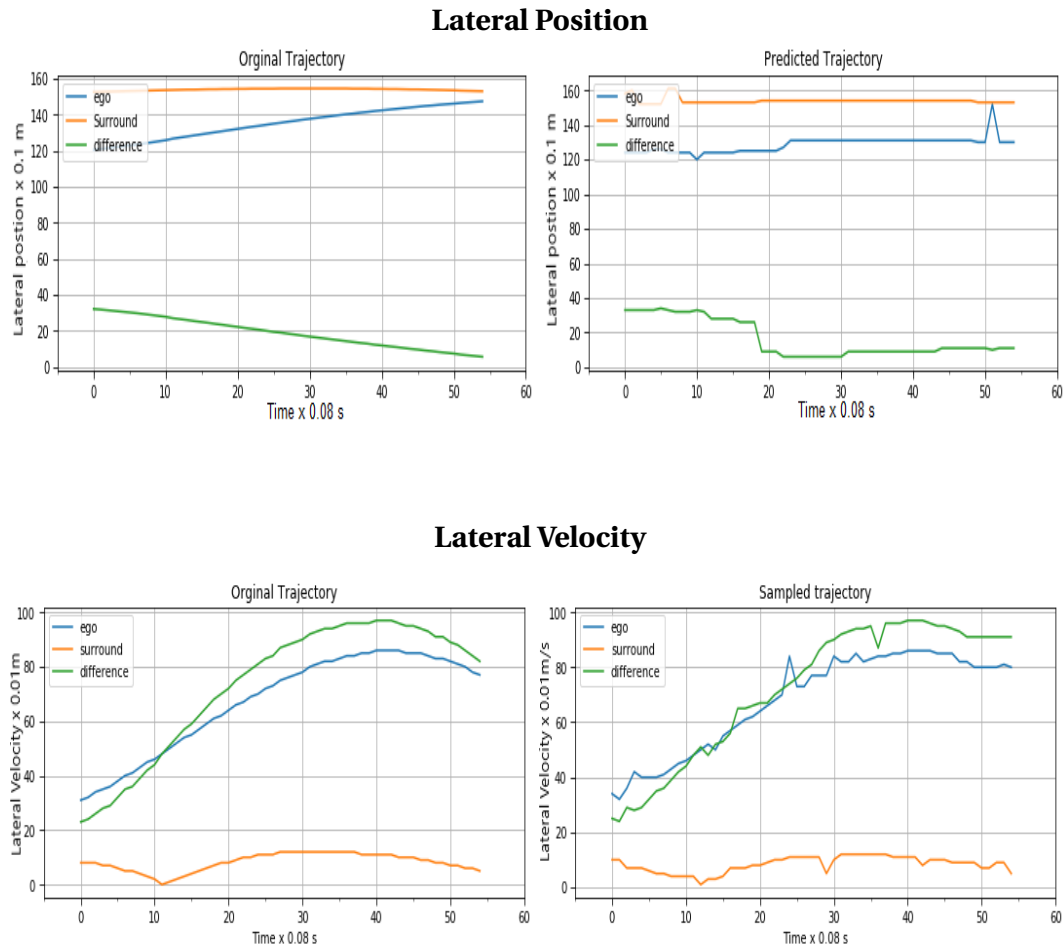 Lateral Position
Orginal Trajectory
160
140
120
100
80
60
40
20
0
ego
Surround
difference
Lateral postion x 0.1 m
0 10 20 30 40 50 60
Time x 0.08 s
Predicted Trajectory
160
140
120
100
80
60
40
20
0
ego
Surround
difference
Lateral position x 0.1 m
0 10 20 30 40 50 60
Time x 0.08 s
Lateral Velocity
Orginal Trajectory
100
80
60
40
20
0
ego
surround
difference
Lateral Velocity x 0.01m
0 10 20 30 40 50 60
Time x 0.08 s
Sampled trajectory
100
80
60
40
20
0
ego
surround
difference
Lateral Velocity x 0.01m/s
0 10 20 30 40 50 60
Time x 0.08 s